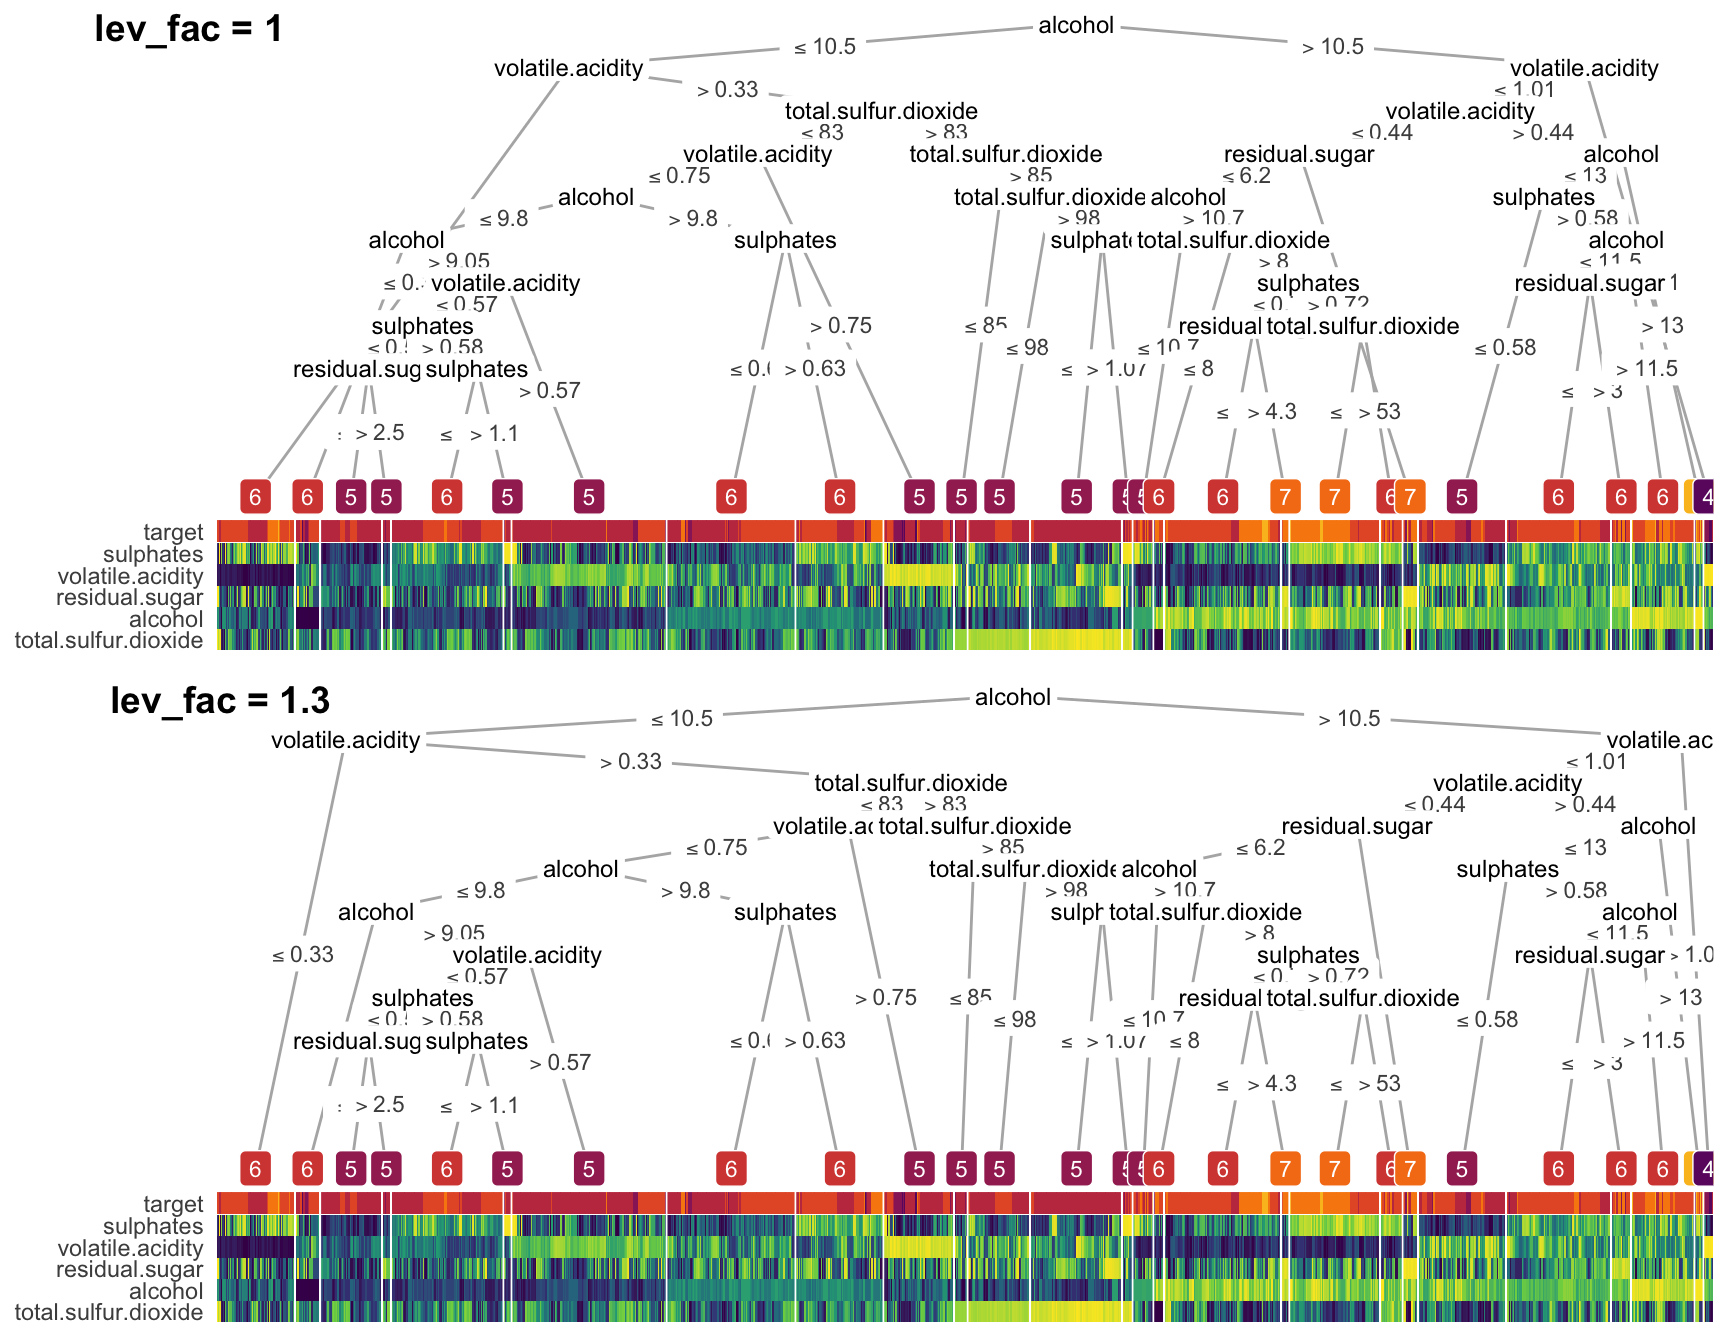 lev_fac = 1
alcohol
≤ 10.5 > 10.5
volatile.acidity volatile.acidity
> 0.33 ≤ 1.01
total.sulfur.dioxide volatile.acidity
≤ 83 > 83 ≤ 0.44 > 0.44
volatile.acidity total.sulfur.dioxide residual.sugar alcohol
≤ 0.75 > 85 ≤ 6.2 ≤ 13
alcohol total.sulfur.dioxide alcohol sulphates
≤ 9.8 > 9.8 > 98 > 10.7 > 0.58
alcohol sulphates sulphat total.sulfur.dioxide alcohol
> 9.05 > 8 ≤ 11.5
≤ 0. volatile.acidity sulphates residual.sugar 1
≤ 0.57 ≤ 0. > 0.72
sulphates > 0.75 ≤ 85 residual total.sulfur.dioxide > 13
≤ 0. > 0.58 ≤ 98 ≤ 10.7 ≤ 0.58
residual.sug sulphates ≤ 0. > 0.63 ≤ > 1.07 ≤ 8 > 11.5
> 0.57 ≤ > 3
≤ > 4.3 ≤ > 53
> 2.5 ≤ > 1.1
6 6 5 5 6 5 5 6 6 5 5 5 5 5 5 6 6 7 7 6 7 5 6 6 6 4
target
sulphates
volatile.acidity
residual.sugar
alcohol
total.sulfur.dioxide
lev_fac = 1.3
alcohol
≤ 10.5 > 10.5
volatile.acidity volatile.ac
> 0.33 ≤ 1.01
total.sulfur.dioxide volatile.acidity
≤ 83 > 83 ≤ 0.44 > 0.44
volatile.ac total.sulfur.dioxide residual.sugar alcohol
≤ 0.75 > 85 ≤ 6.2 ≤ 13
alcohol total.sulfur.dioxide alcohol sulphates
≤ 9.8 > 9.8 > 98 > 10.7 > 0.58
alcohol sulphates sulph total.sulfur.dioxide alcohol
> 9.05 > 8 ≤ 11.5
≤ 0.33 volatile.acidity sulphates residual.sugar > 1.0
≤ 0.57 ≤ 0. > 0.72
sulphates > 0.75 ≤ 85 residual total.sulfur.dioxide > 13
≤ 0. > 0.58 ≤ 98 ≤ 10.7 ≤ 0.58
residual.sug sulphates ≤ 0. > 0.63 ≤ > 1.07 ≤ 8 > 11.5
> 0.57 ≤ > 3
≤ > 4.3 ≤ > 53
> 2.5 ≤ > 1.1
6 6 5 5 6 5 5 6 6 5 5 5 5 5 5 6 6 7 7 6 7 5 6 6 6 4
target
sulphates
volatile.acidity
residual.sugar
alcohol
total.sulfur.dioxide